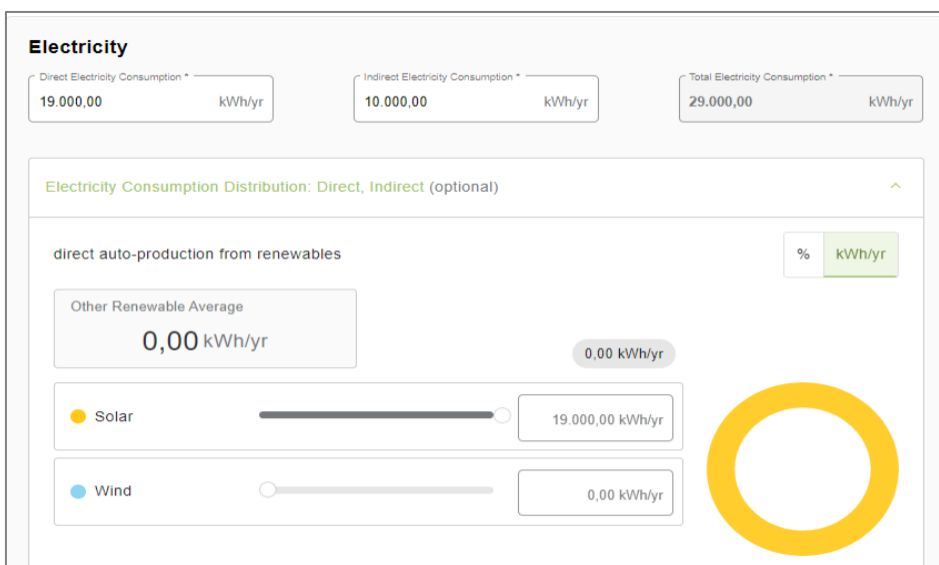 Electricity
Direct Electricity Consumption * Indirect Electricity Consumption * Total Electricity Consumption *
19.000,00 kWh/yr 10.000,00 kWh/yr 29.000,00 kWh/yr
Electricity Consumption Distribution: Direct, Indirect (optional)
direct auto-production from renewables % kWh/yr
Other Renewable Average
0,00 kWh/yr
0,00 kWh/yr
Solar 19.000,00 kWh/yr
Wind 0,00 kWh/yr